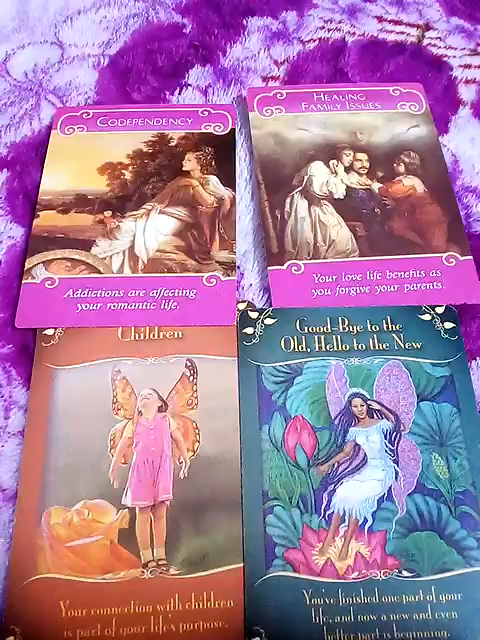 Codependency
Addictions are affecting
your romantic life.
Healing
Family Issues
Your love life benefits as
you forgive your parents.
Children
Your connection with children
is part of your life's purpose.
Good-Bye to the
Old, Hello to the New
You've finished one part of your
life, and now a new and even
better part is beginning.